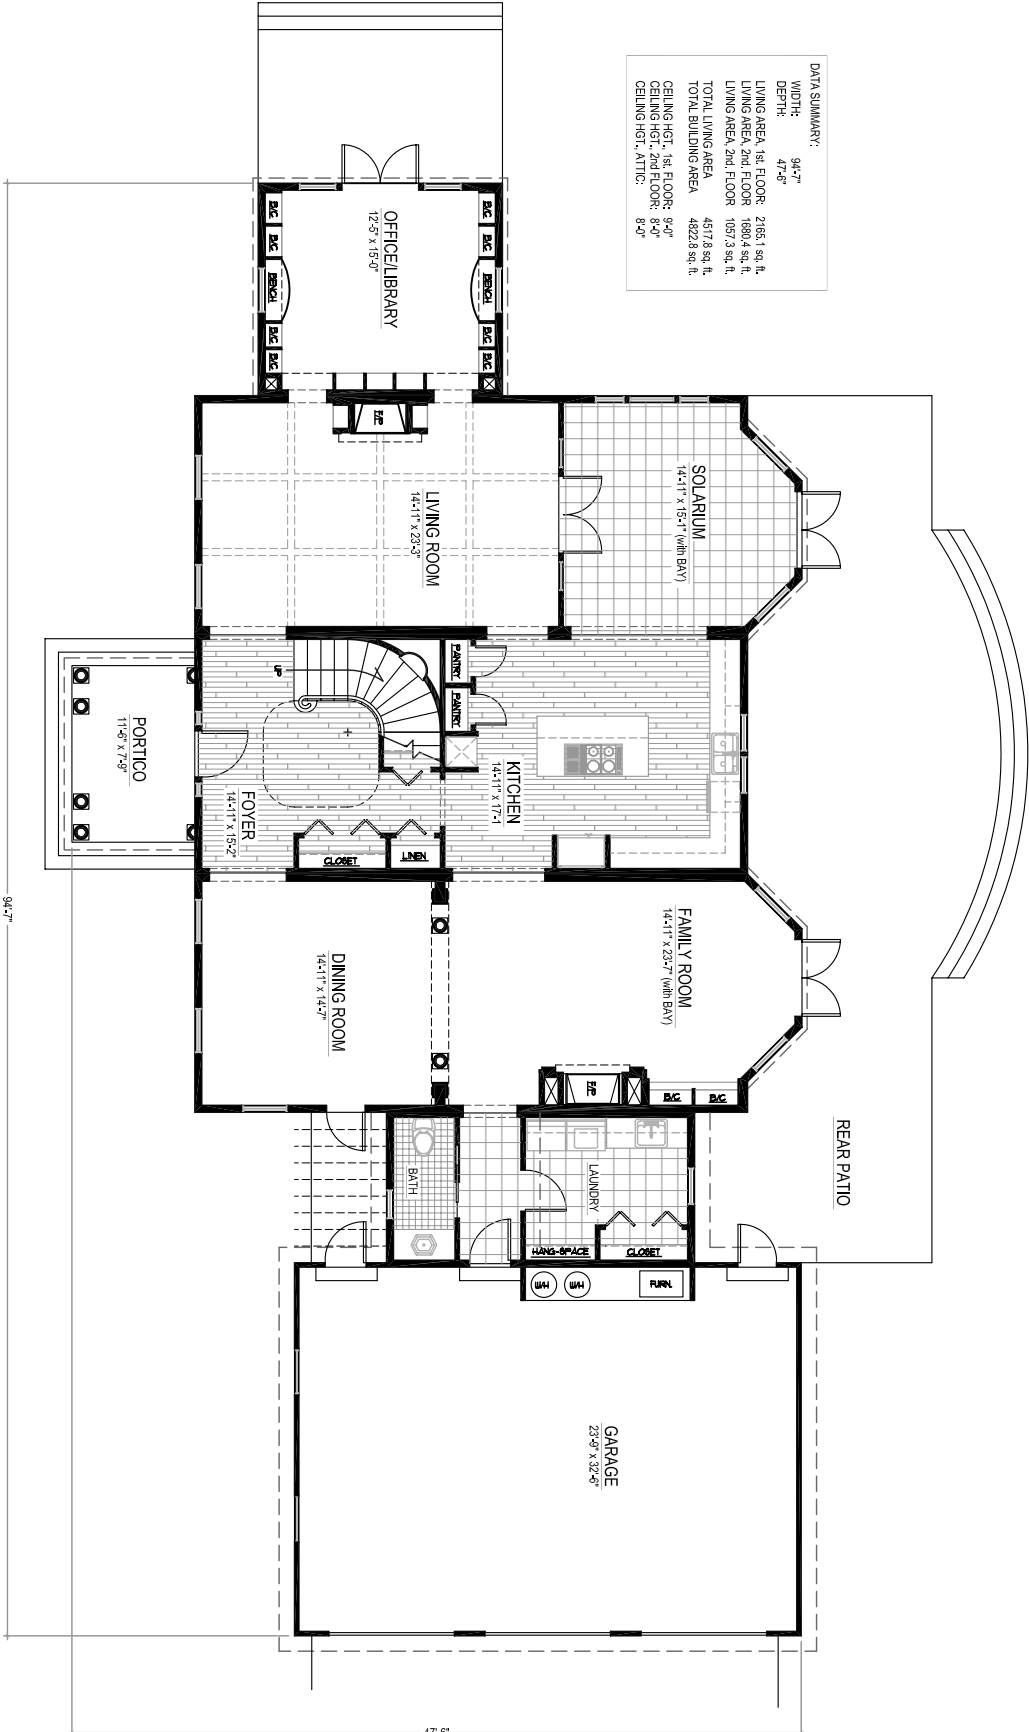 DATA SUMMARY:
WIDTH: 94'-7"
DEPTH: 47'-6"
LIVING AREA, 1st. FLOOR: 2165.1 sq. ft.
LIVING AREA, 2nd. FLOOR 1680.4 sq. ft.
LIVING AREA, 2nd. FLOOR 1057.3 sq. ft.
TOTAL LIVING AREA 4517.8 sq. ft.
TOTAL BUILDING AREA 4822.8 sq. ft.
CEILING HGT., 1st. FLOOR: 9'-0"
CEILING HGT., 2nd FLOOR: 8'-0"
CEILING HGT., ATTIC: 8'-0"
REAR PATIO
SOLARIUM
14'-11" x 15'-1" (with BAY)
FAMILY ROOM
14'-11" x 23'-7" (with BAY)
B/C
B/C
F/P
KITCHEN
14'-11" x 17'-1
PANTRY
PANTRY
LAUNDRY
HANG-SPACE
CLOSET
FURN.
W/H
W/H
GARAGE
23'-9" x 32'-6"
BATH
OFFICE/LIBRARY
12'-5" x 15'-0"
B/C
B/C
BENCH
B/C
B/C
B/C
B/C
BENCH
B/C
B/C
F/P
LIVING ROOM
14'-11" x 23'-3"
UP
LINEN
CLOSET
FOYER
14'-11" x 15'-2"
DINING ROOM
14'-11" x 14'-7"
PORTICO
11'-6" x 7'-9"
94'-7"
47'-6"